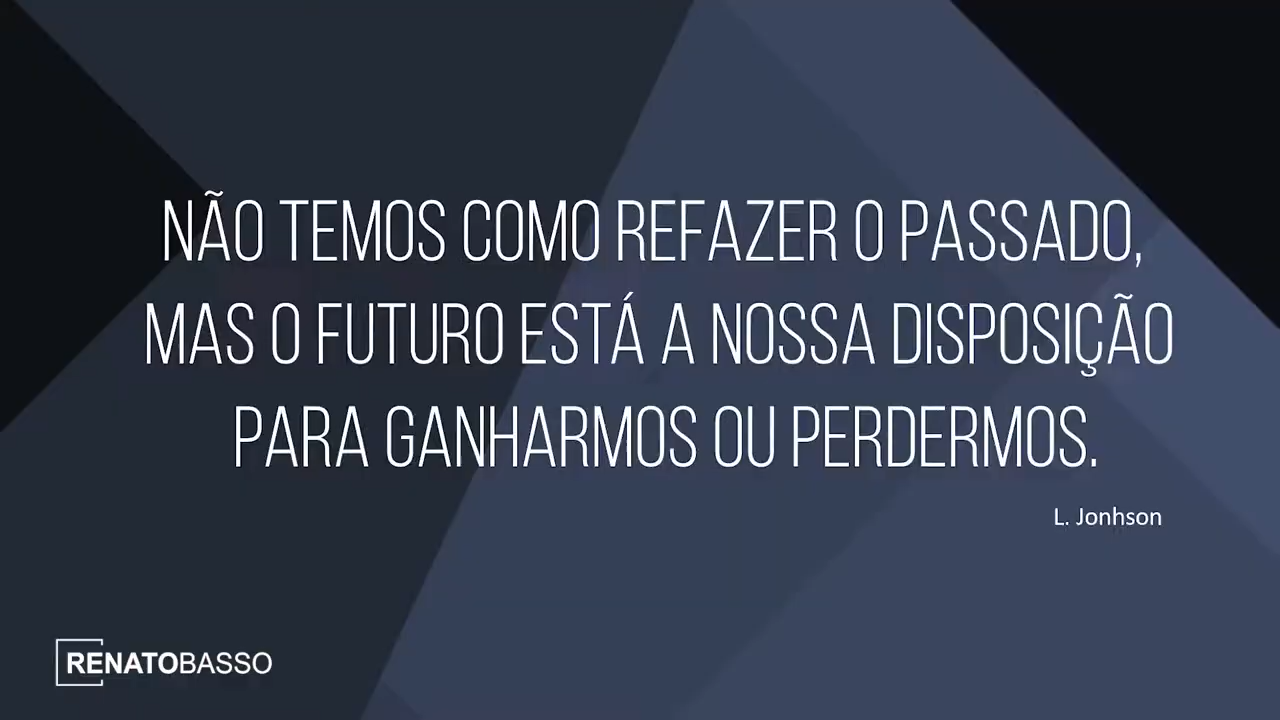 NÃO TEMOS COMO REFAZER O PASSADO,
MAS O FUTURO ESTÁ A NOSSA DISPOSIÇÃO
PARA GANHARMOS OU PERDERMOS.
L. Jonhson
RENATOBASSO